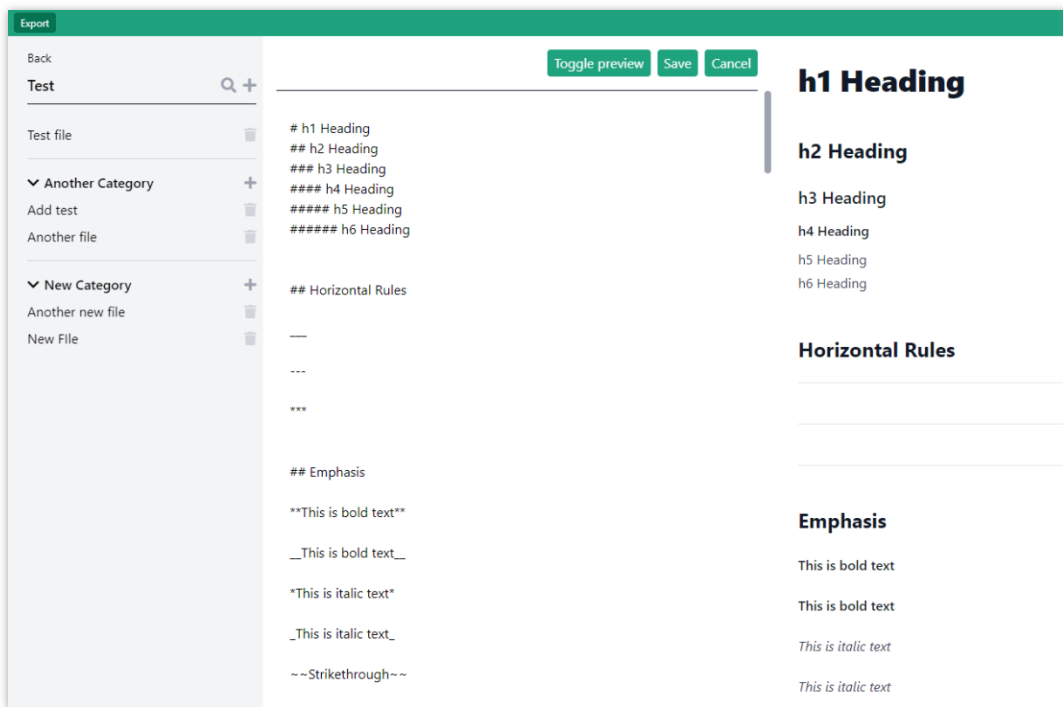 Export
Back
Test
Test file
Another Category
Add test
Another file
New Category
Another new file
New FIle
Toggle preview Save Cancel
# h1 Heading
## h2 Heading
### h3 Heading
#### h4 Heading
##### h5 Heading
###### h6 Heading
## Horizontal Rules
___
---
***
## Emphasis
**This is bold text**
__This is bold text__
*This is italic text*
_This is italic text_
~~Strikethrough~~
h1 Heading
h2 Heading
h3 Heading
h4 Heading
h5 Heading
h6 Heading
Horizontal Rules
Emphasis
This is bold text
This is bold text
This is italic text
This is italic text